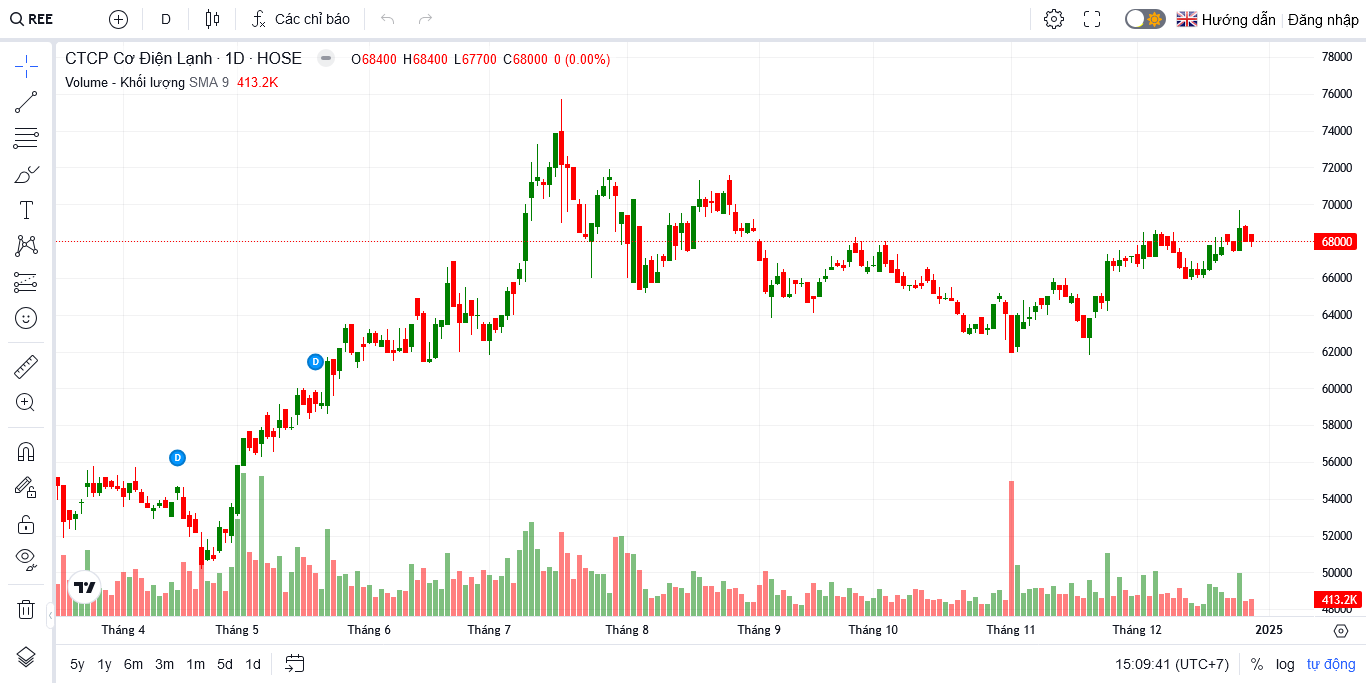 REE D Các chỉ báo Hướng dẫn Đăng nhập
CTCP Cơ Điện Lạnh · 1D · HOSE O68400 H68400 L67700 C68000 0 (0.00%)
Volume - Khối lượng SMA 9 413.2K
78000
76000
74000
72000
70000
68000
66000
64000
62000
60000
58000
56000
54000
52000
50000
413.2K
48000
D
D
Tháng 4 Tháng 5 Tháng 6 Tháng 7 Tháng 8 Tháng 9 Tháng 10 Tháng 11 Tháng 12 2025
5y 1y 6m 3m 1m 5d 1d 15:09:41 (UTC+7) % log tự động